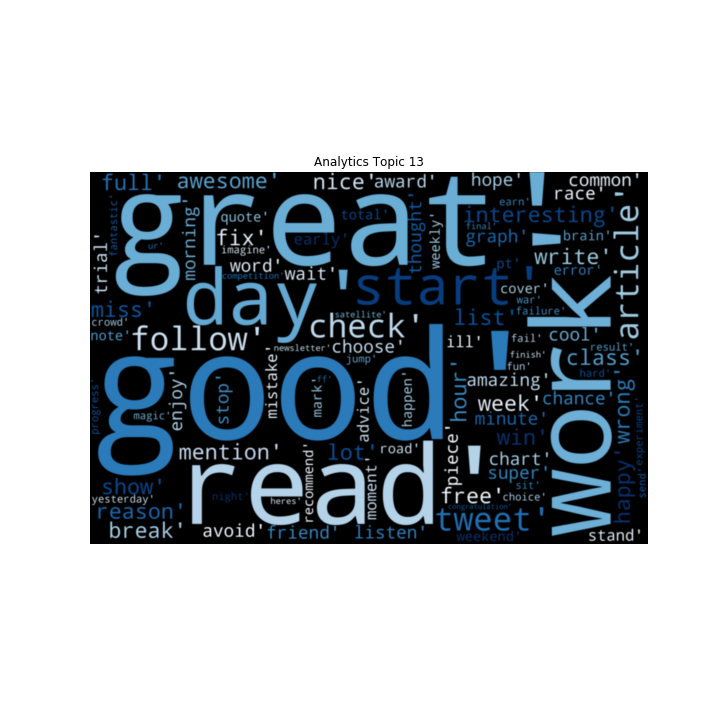 Analytics Topic 13
full'
awesome'
nice'
award'
hope'
common'
race'
great'
fantastic'
morning'
quote'
total'
earn'
interesting'
final'
fix'
early'
thought'
weekly'
graph'
brain'
ur'
imagine'
trial'
word'
wait'
write'
article'
competition'
pt'
error'
day'
start'
cover'
war'
work'
miss'
satellite'
list'
failure'
crowd'
note'
follow'
check'
ill'
fail'
cool'
newsletter'
choose'
finish'
result'
class'
jump'
fun'
hard'
good'
progress'
enjoy'
stop'
mistake'
mark'
ff'
advice'
happen'
hour'
amazing'
week'
chance'
wrong'
magic'
minute'
win'
experiment'
mention'
lot'
road'
piece'
chart'
super'
happy'
send'
read'
show'
recommend'
moment'
sit'
yesterday'
night'
heres'
free'
choice'
reason'
congratulation'
tweet'
break'
avoid'
friend'
listen'
weekend'
stand'